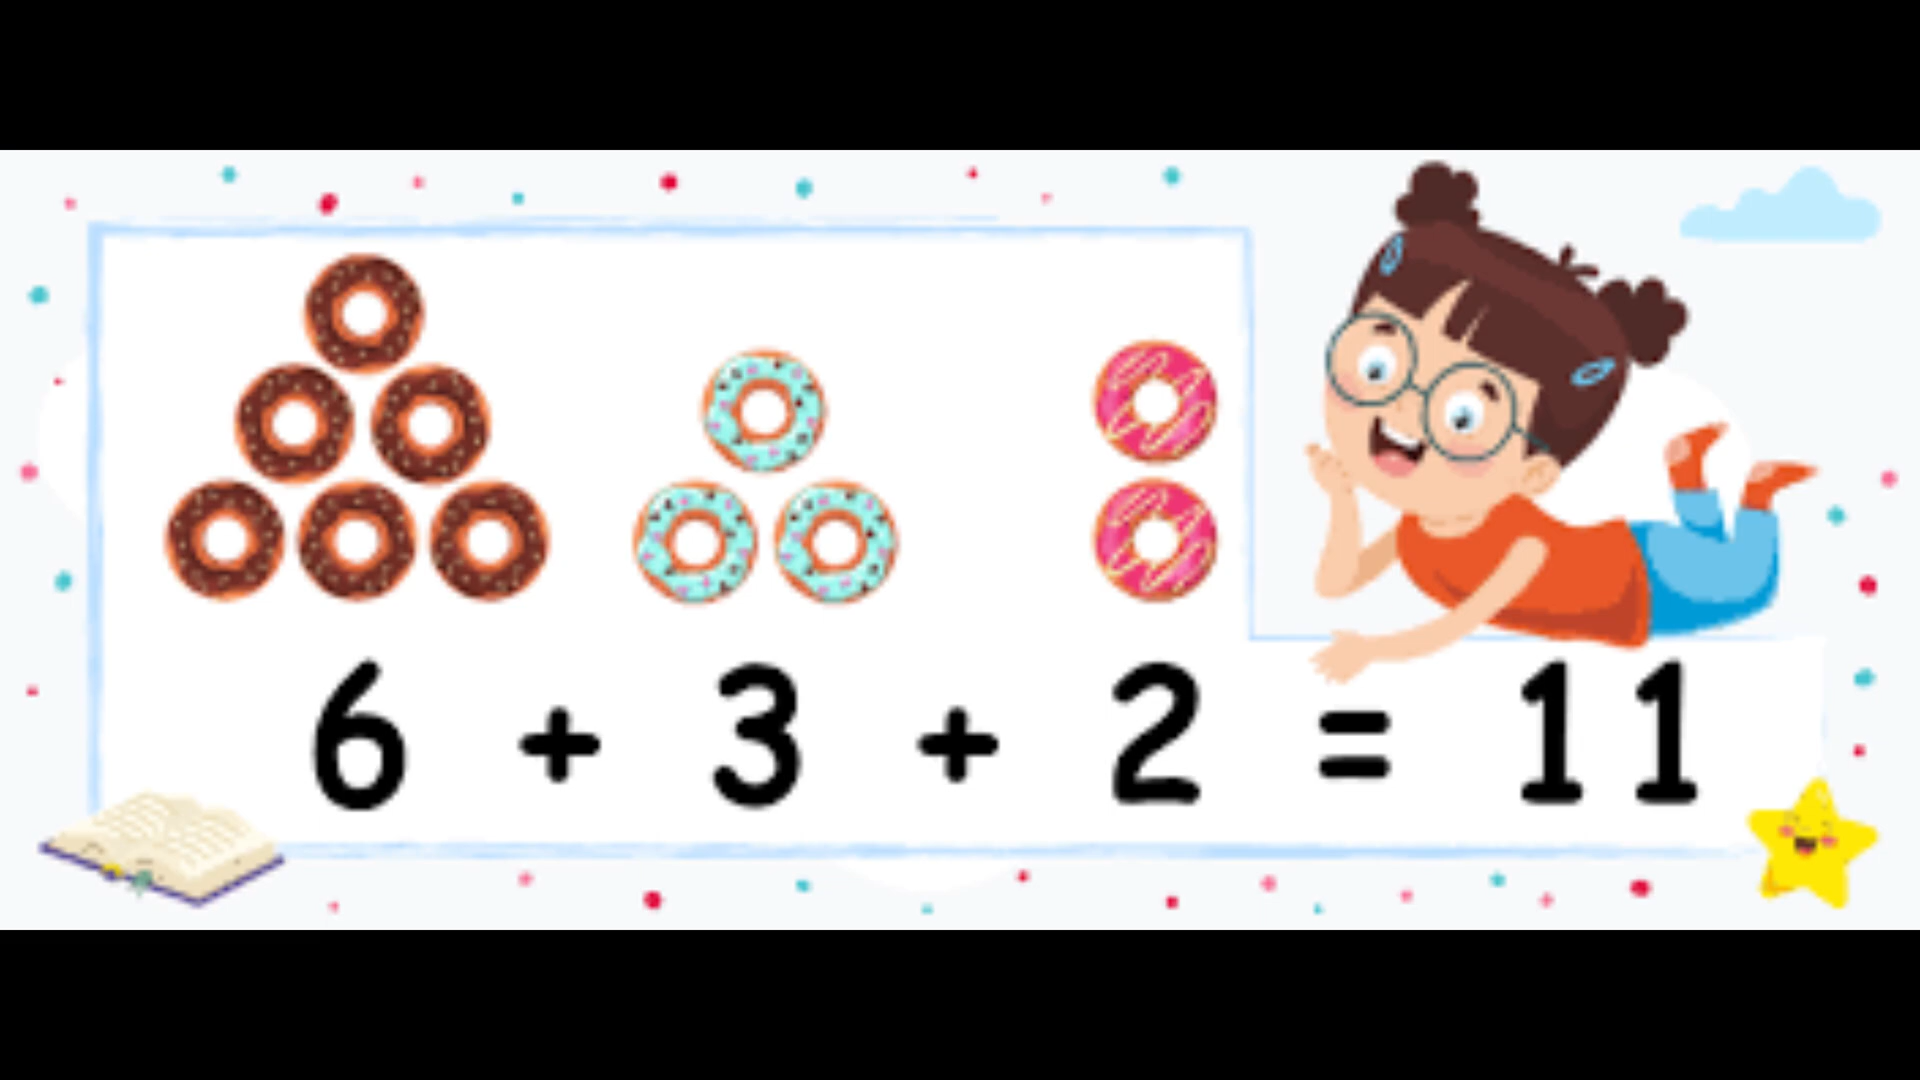 6 + 3 + 2 = 11